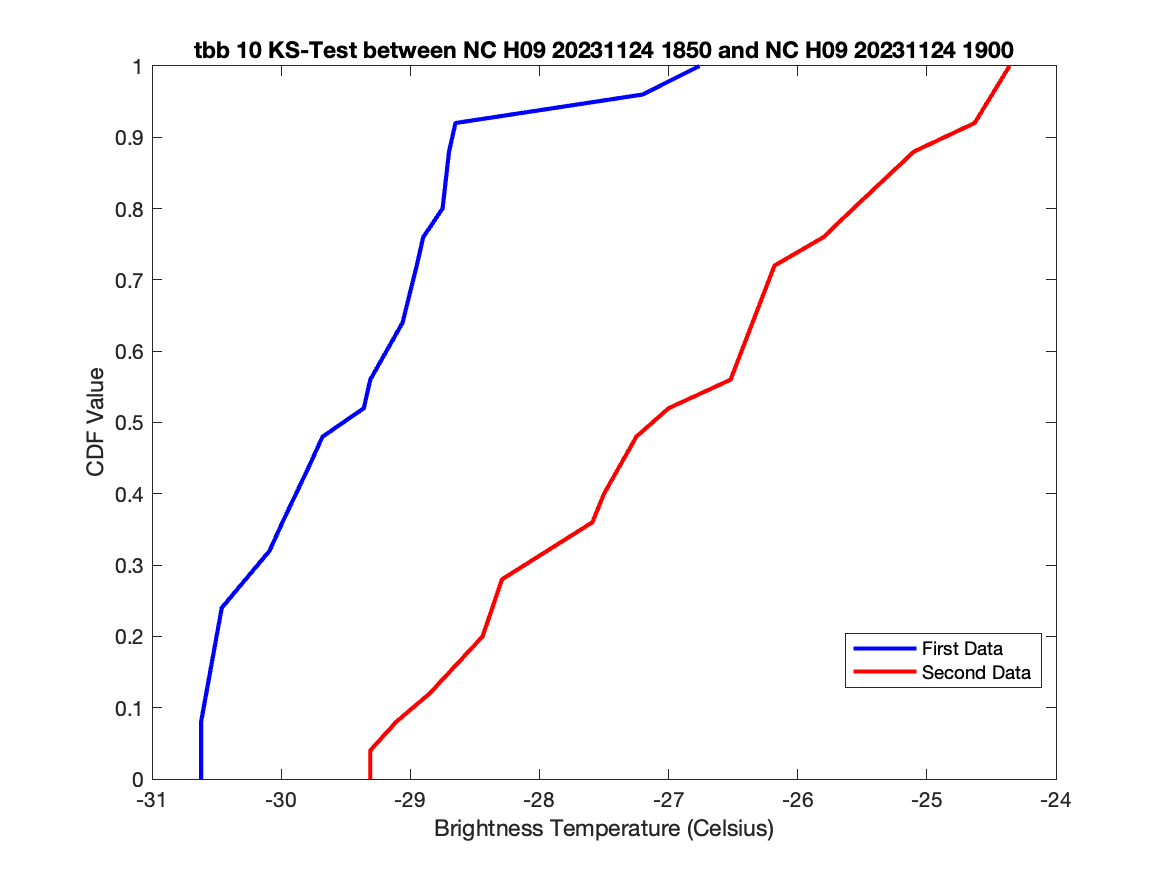 tbb 10 KS-Test between NC H09 20231124 1850 and NC H09 20231124 1900
1
0.9
0.8
0.7
0.6
0.5
0.4
0.3
0.2
0.1
0
CDF Value
First Data
Second Data
-31 -30 -29 -28 -27 -26 -25 -24
Brightness Temperature (Celsius)